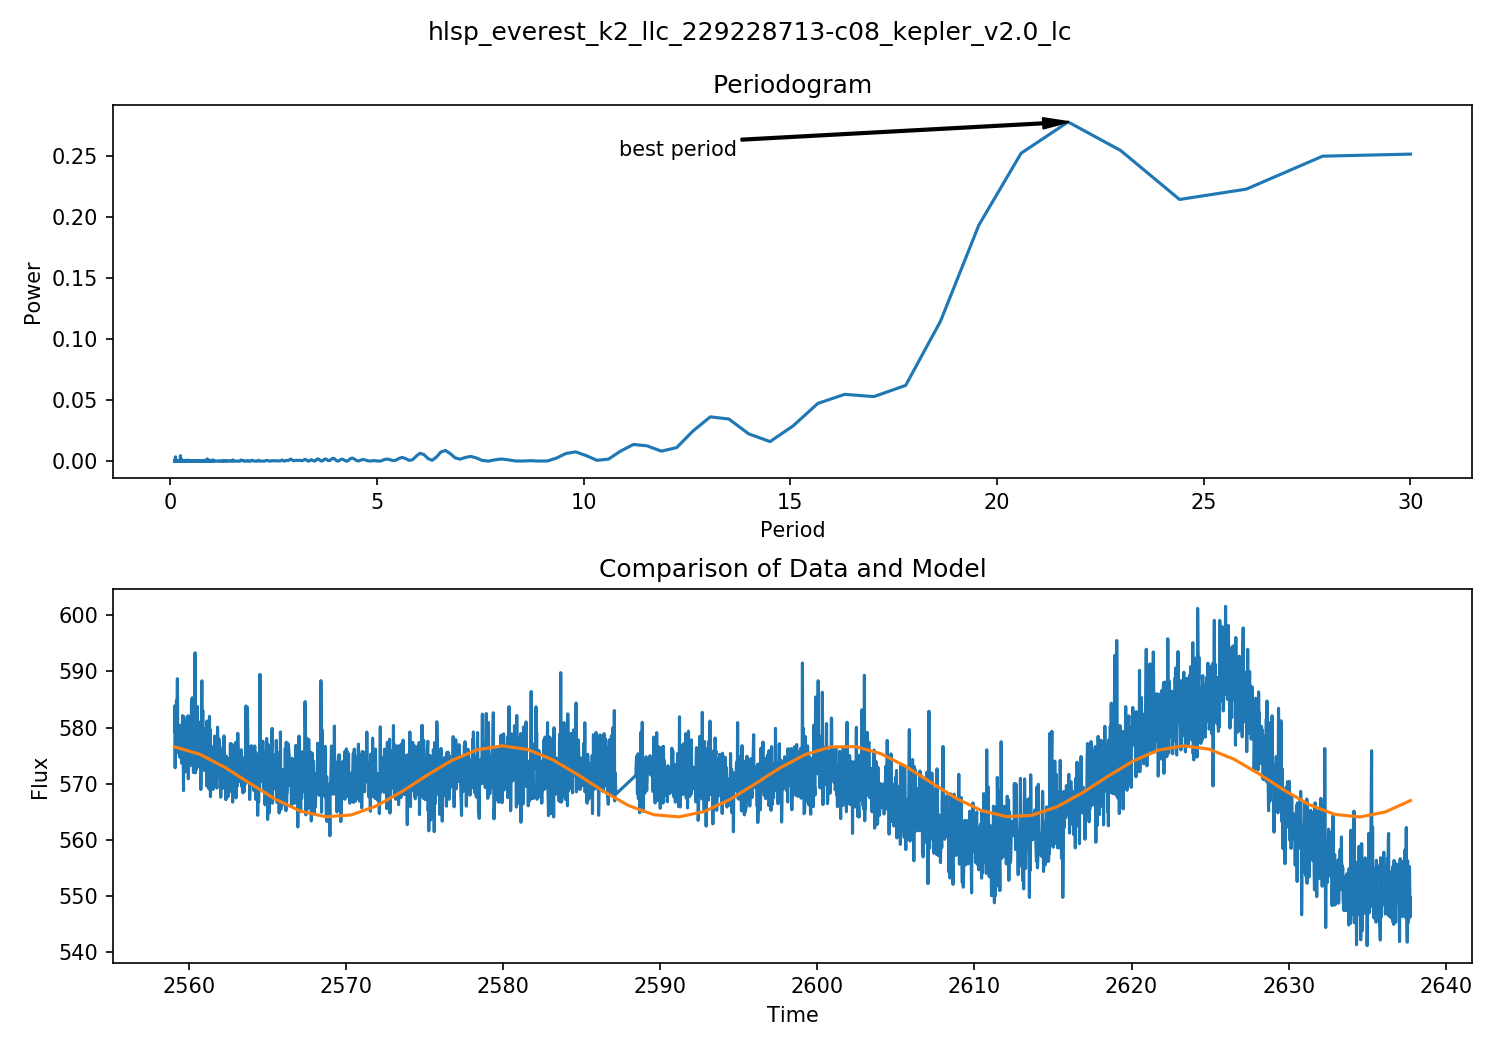 hlsp_everest_k2_llc_229228713-c08_kepler_v2.0_lc
Periodogram
best period
Power
0.25
0.20
0.15
0.10
0.05
0.00
0 5 10 15 20 25 30
Period
Comparison of Data and Model
Flux
600
590
580
570
560
550
540
2560 2570 2580 2590 2600 2610 2620 2630 2640
Time